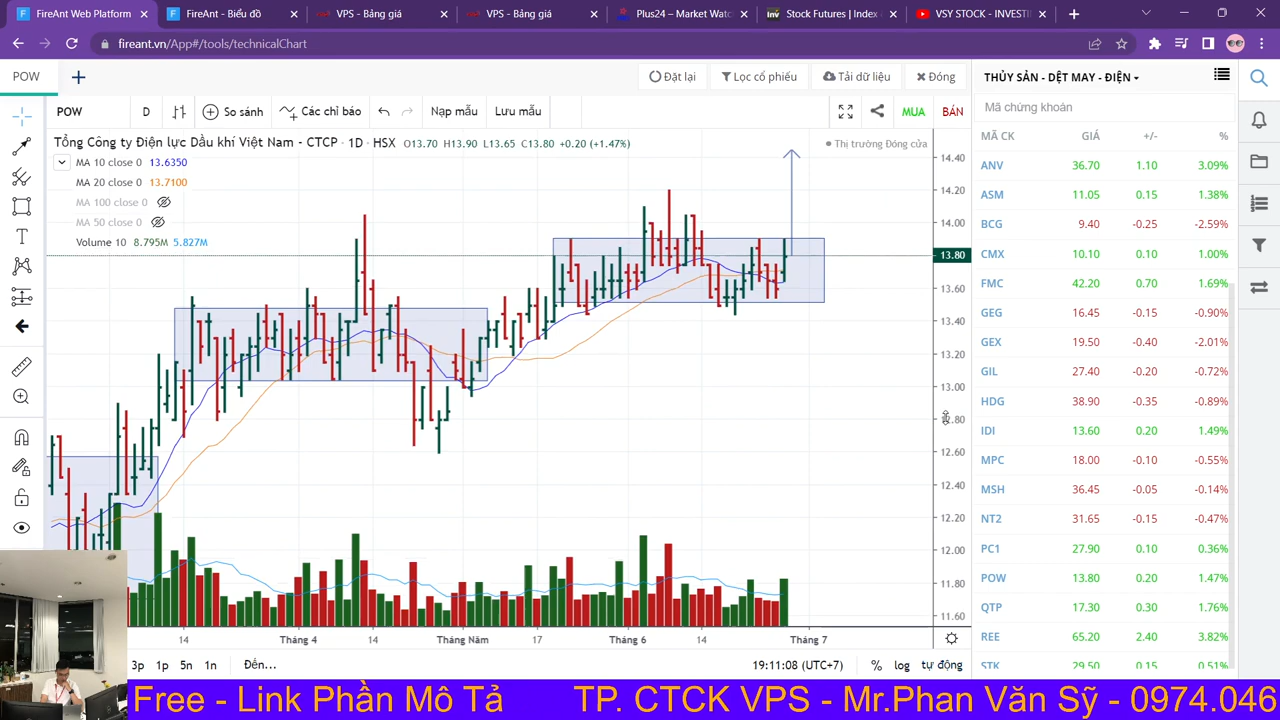 FireAnt Web Platform
FireAnt - Biểu đồ
VPS - Bảng giá
VPS - Bảng giá
Plus24 – Market Watch
Stock Futures | Index
VSY STOCK - INVESTI
fireant.vn/App#/tools/technicalChart
POW
Đặt lại
Lọc cổ phiếu
Tải dữ liệu
Đóng
POW
D
So sánh
Các chỉ báo
Nạp mẫu
Lưu mẫu
MUA
BÁN
Tổng Công ty Điện lực Dầu khí Việt Nam - CTCP · 1D · HSX O13.70 H13.90 L13.65 C13.80 +0.20 (+1.47%)
Thị trường Đóng cửa
MA 10 close 0 13.6350
MA 20 close 0 13.7100
MA 100 close 0
MA 50 close 0
Volume 10 8.795M 5.827M
14.40
14.20
14.00
13.80
13.60
13.40
13.20
13.00
12.60
12.40
12.20
12.00
11.80
11.60
14
Tháng 4
14
Tháng Năm
17
Tháng 6
14
Tháng 7
3p
1p
5n
1n
Đến...
19:11:08 (UTC+7)
%
log
tự động
THỦY SẢN - DỆT MAY - ĐIỆN
Mã chứng khoán
MÃ CK GIÁ +/- %
ANV 36.70 1.10 3.09%
ASM 11.05 0.15 1.38%
BCG 9.40 -0.25 -2.59%
CMX 10.10 0.10 1.00%
FMC 42.20 0.70 1.69%
GEG 16.45 -0.15 -0.90%
GEX 19.50 -0.40 -2.01%
GIL 27.40 -0.20 -0.72%
HDG 38.90 -0.35 -0.89%
IDI 13.60 0.20 1.49%
MPC 18.00 -0.10 -0.55%
MSH 36.45 -0.05 -0.14%
NT2 31.65 -0.15 -0.47%
PC1 27.90 0.10 0.36%
POW 13.80 0.20 1.47%
QTP 17.30 0.30 1.76%
REE 65.20 2.40 3.82%
STK 29.50 0.15 0.51%
Free - Link Phần Mô Tả TP. CTCK VPS - Mr.Phan Văn Sỹ - 0974.046